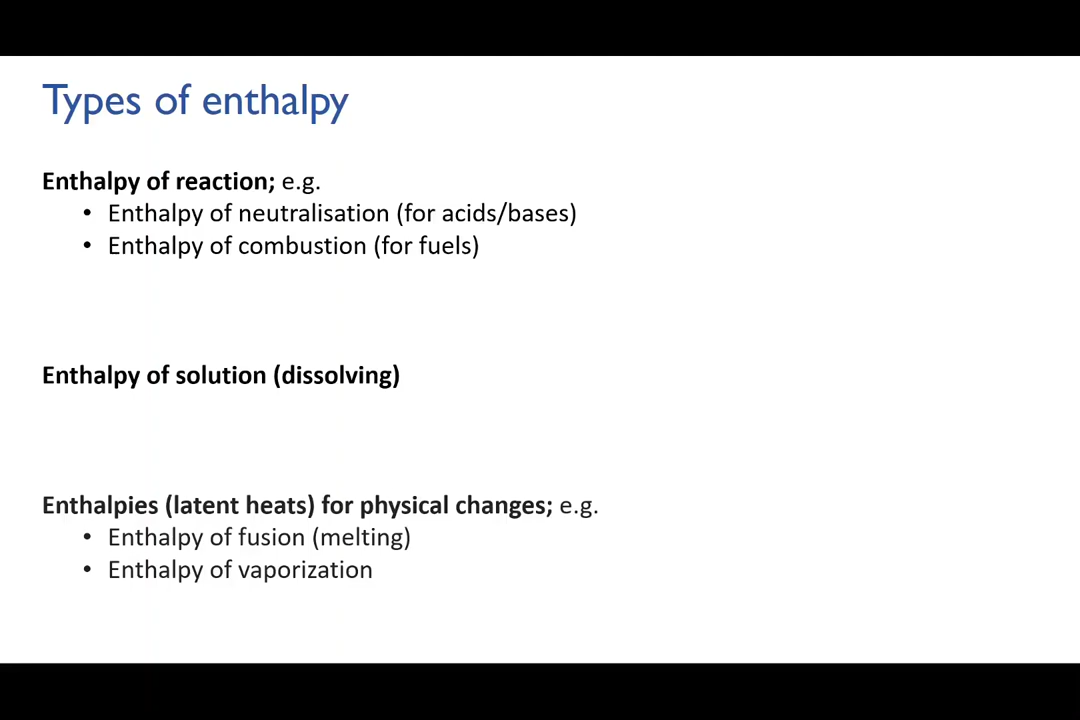 Types of enthalpy
Enthalpy of reaction; e.g.
• Enthalpy of neutralisation (for acids/bases)
• Enthalpy of combustion (for fuels)
Enthalpy of solution (dissolving)
Enthalpies (latent heats) for physical changes; e.g.
• Enthalpy of fusion (melting)
• Enthalpy of vaporization